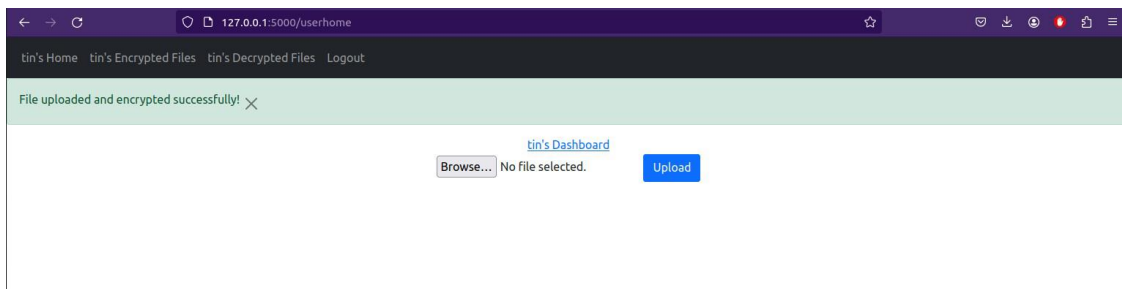 127.0.0.1:5000/userhome
tin's Home tin's Encrypted Files tin's Decrypted Files Logout
File uploaded and encrypted successfully!
tin's Dashboard
Browse... No file selected. Upload